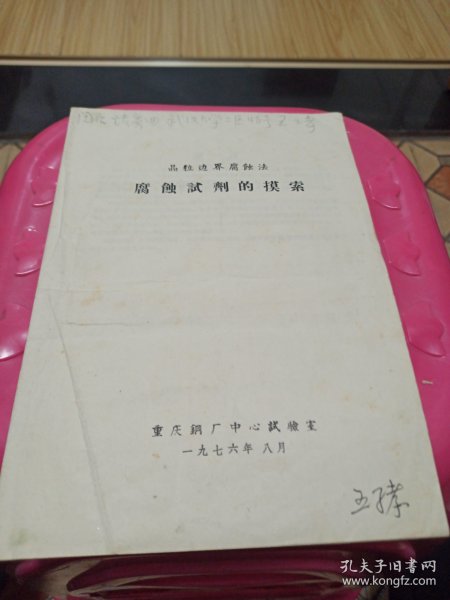 晶粒边界腐蚀法
腐蝕試劑的摸索
重庆鋼厂中心試驗室
一九七六年八月
王孝
孔夫子旧书网
www.kongfz.com